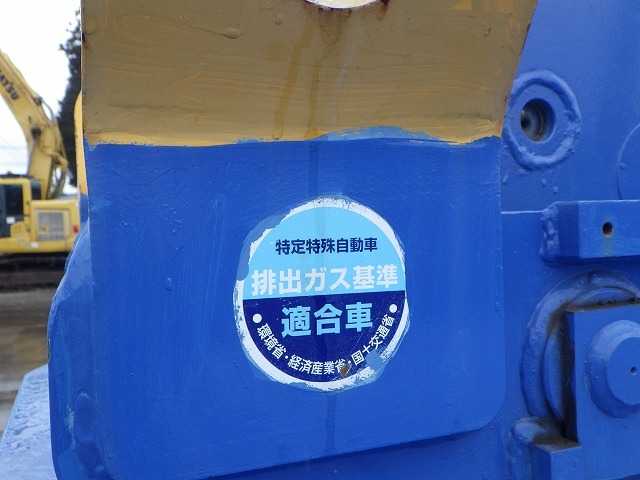 特定特殊自動車
排出ガス基準
適合車
●環境省・経済産業省・国土交通省●